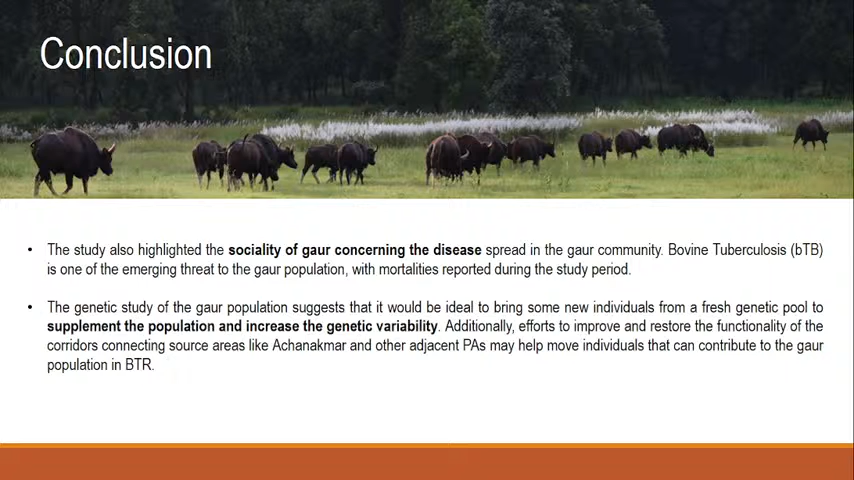 Conclusion
• The study also highlighted the sociality of gaur concerning the disease spread in the gaur community. Bovine Tuberculosis (bTB)
is one of the emerging threat to the gaur population, with mortalities reported during the study period.
• The genetic study of the gaur population suggests that it would be ideal to bring some new individuals from a fresh genetic pool to
supplement the population and increase the genetic variability. Additionally, efforts to improve and restore the functionality of the
corridors connecting source areas like Achanakmar and other adjacent PAs may help move individuals that can contribute to the gaur
population in BTR.